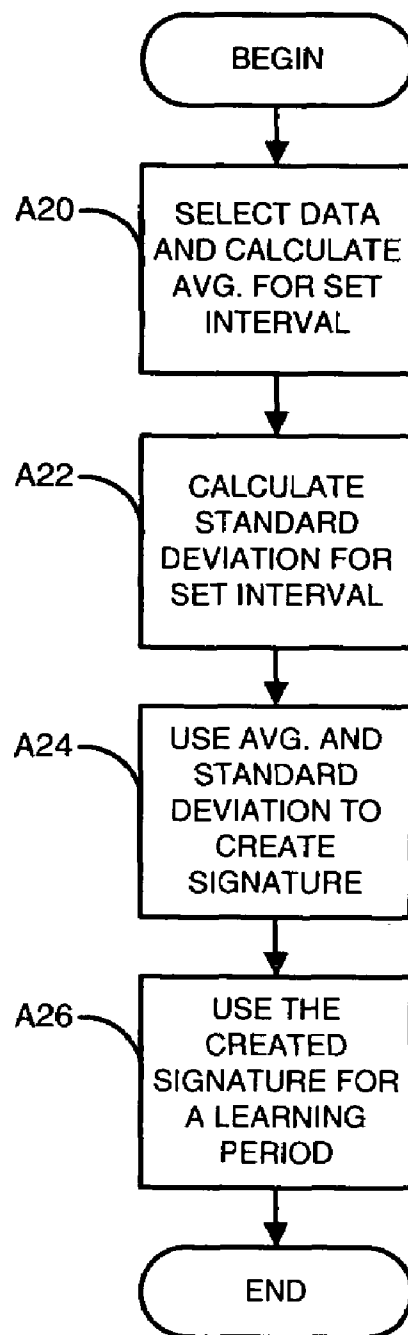 BEGIN
A20
SELECT DATA
AND CALCULATE
AVG. FOR SET
INTERVAL
A22
CALCULATE
STANDARD
DEVIATION FOR
SET INTERVAL
A24
USE AVG. AND
STANDARD
DEVIATION TO
CREATE
SIGNATURE
A26
USE THE
CREATED
SIGNATURE FOR
A LEARNING
PERIOD
END